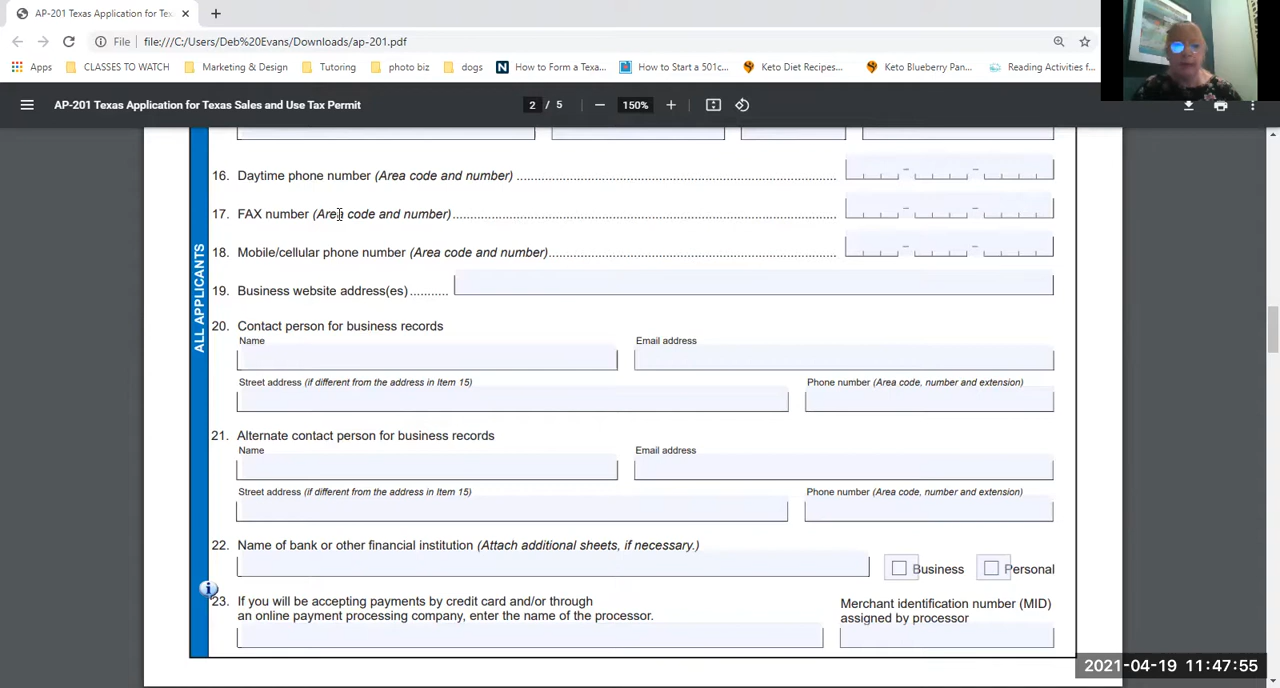 AP-201 Texas Application for Tex
File file:///C:/Users/Deb%20Evans/Downloads/ap-201.pdf
Apps CLASSES TO WATCH Marketing & Design Tutoring photo biz dogs How to Form a Texa... How to Start a 501c... Keto Diet Recipes... Keto Blueberry Pan... Reading Activities f
AP-201 Texas Application for Texas Sales and Use Tax Permit 2 / 5 150%
16. Daytime phone number (Area code and number)
17. FAX number (Area code and number)
18. Mobile/cellular phone number (Area code and number)
19. Business website address(es)
ALL APPLICANTS
20. Contact person for business records
Name Email address
Street address (if different from the address in Item 15) Phone number (Area code, number and extension)
21. Alternate contact person for business records
Name Email address
Street address (if different from the address in Item 15) Phone number (Area code, number and extension)
22. Name of bank or other financial institution (Attach additional sheets, if necessary.)
Business Personal
23. If you will be accepting payments by credit card and/or through
an online payment processing company, enter the name of the processor.
Merchant identification number (MID)
assigned by processor
2021-04-19 11:47:55